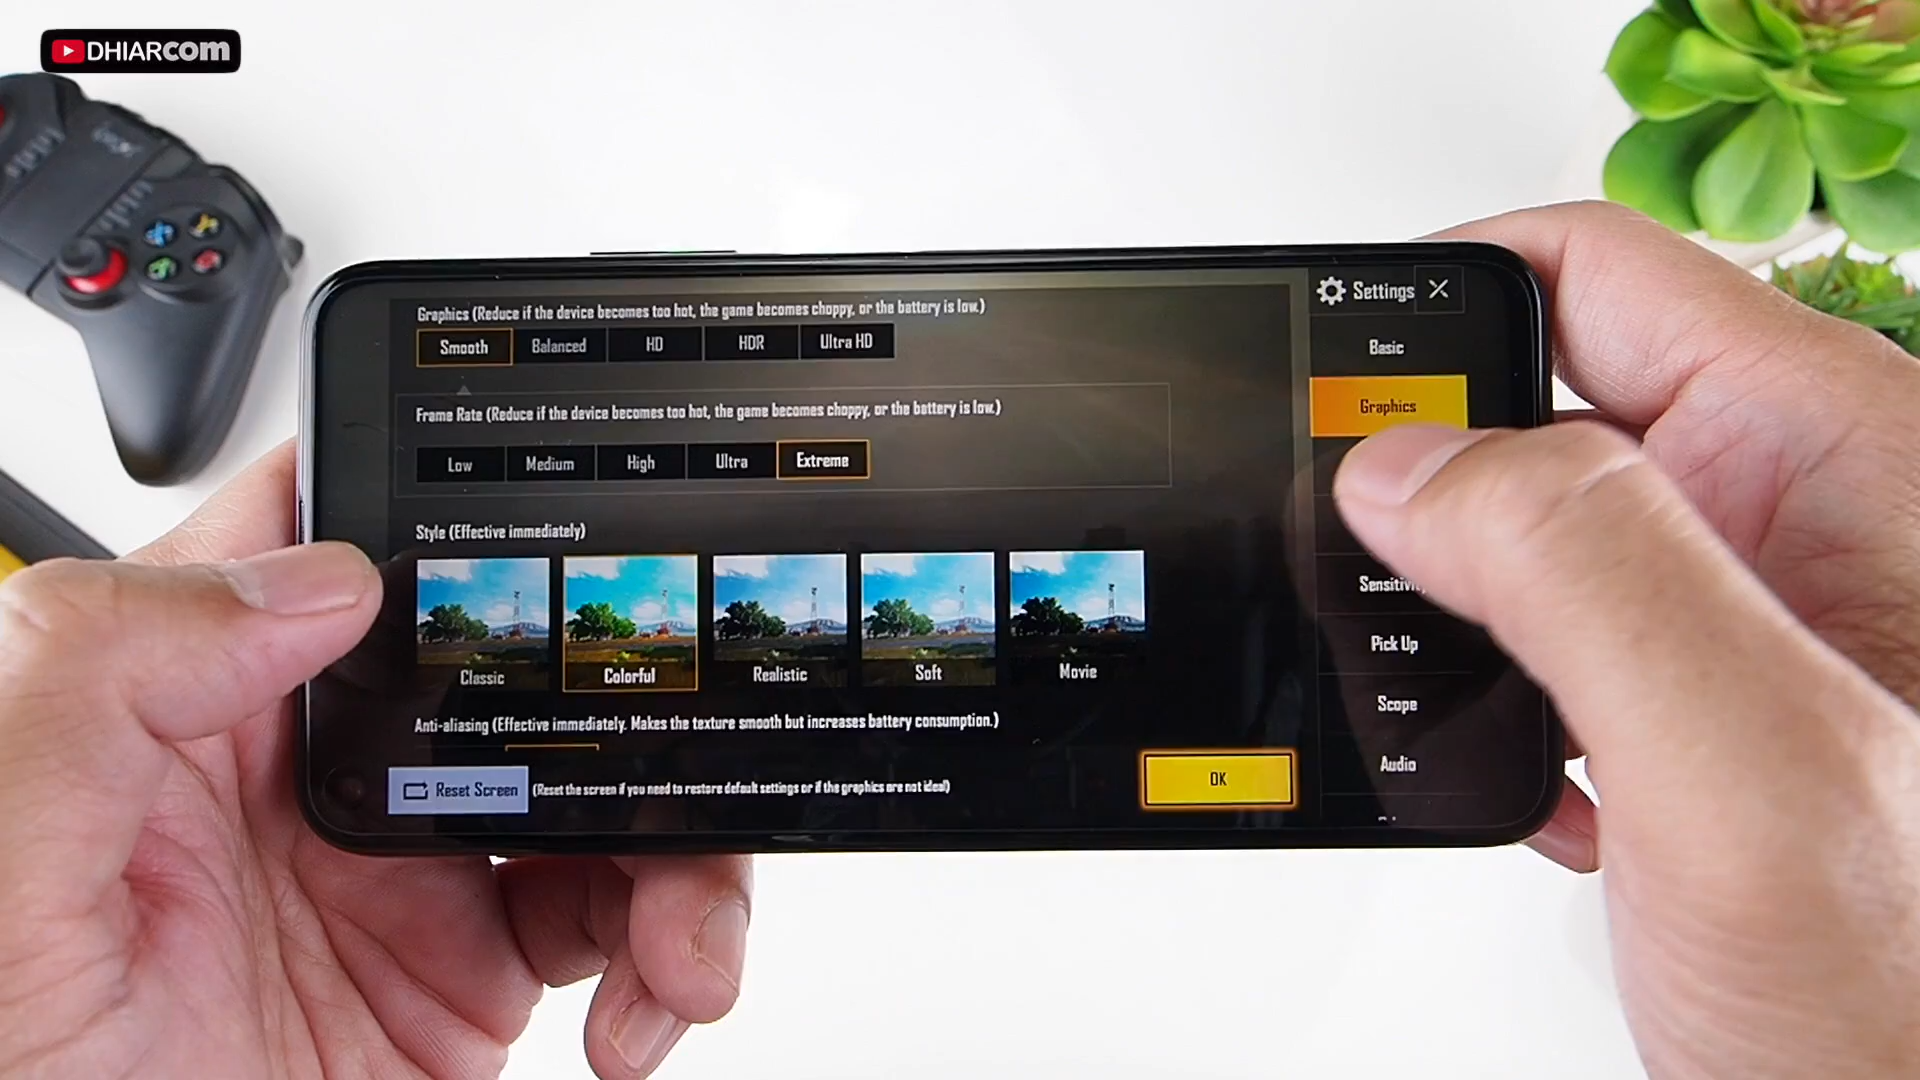 DHIARCOM
Graphics (Reduce if the device becomes too hot, the game becomes choppy, or the battery is low.)
Smooth Balanced HD HDR Ultra HD
Frame Rate (Reduce if the device becomes too hot, the game becomes choppy, or the battery is low.)
Low Medium High Ultra Extreme
Style (Effective immediately)
Classic Colorful Realistic Soft Movie
Anti-aliasing (Effective immediately. Makes the texture smooth but increases battery consumption.)
Reset Screen (Reset the screen if you need to restore default settings or if the graphics are not ideal)
OK
Settings
Basic
Graphics
Sensitivity
Pick Up
Scope
Audio